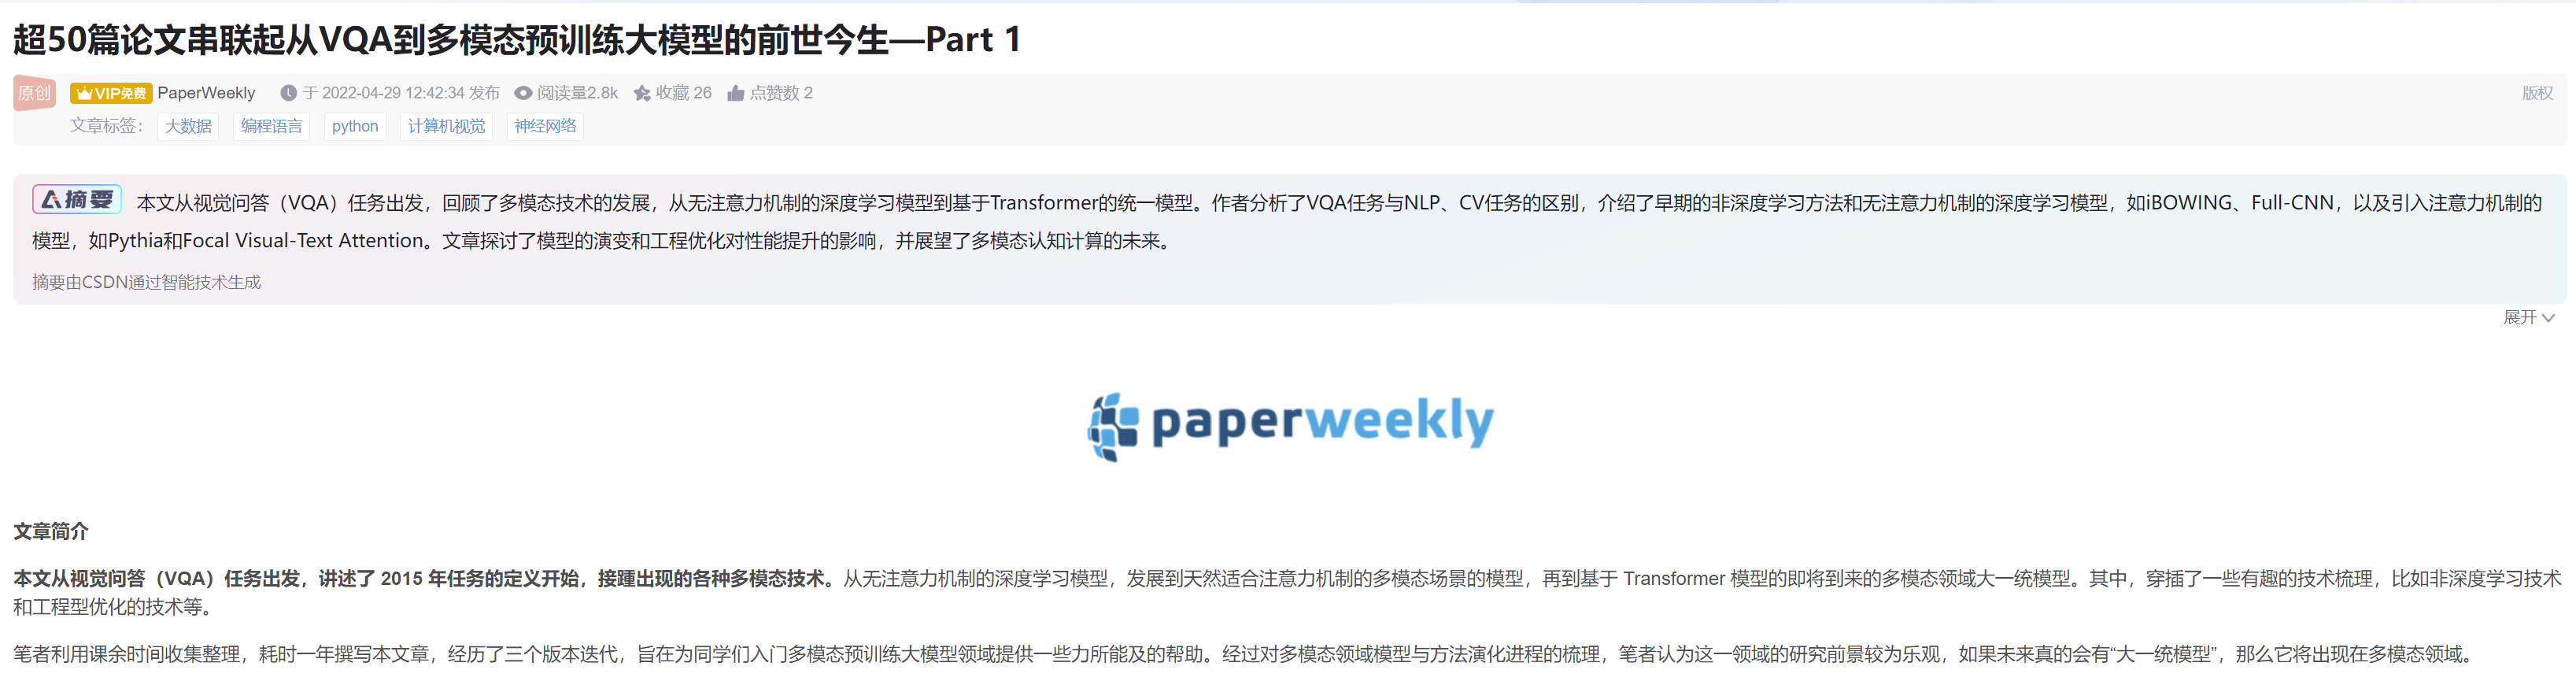 超50篇论文串联起从VQA到多模态预训练大模型的前世今生—Part 1
原创 VIP免费 PaperWeekly 于 2022-04-29 12:42:34 发布 阅读量2.8k 收藏 26 点赞数 2 版权
文章标签： 大数据 编程语言 python 计算机视觉 神经网络
摘要 本文从视觉问答（VQA）任务出发，回顾了多模态技术的发展，从无注意力机制的深度学习模型到基于Transformer的统一模型。作者分析了VQA任务与NLP、CV任务的区别，介绍了早期的非深度学习方法和无注意力机制的深度学习模型，如iBOWING、Full-CNN，以及引入注意力机制的
模型，如Pythia和Focal Visual-Text Attention。文章探讨了模型的演变和工程优化对性能提升的影响，并展望了多模态认知计算的未来。
摘要由CSDN通过智能技术生成
展开
paperweekly
文章简介
本文从视觉问答（VQA）任务出发，讲述了 2015 年任务的定义开始，接踵出现的各种多模态技术。从无注意力机制的深度学习模型，发展到天然适合注意力机制的多模态场景的模型，再到基于 Transformer 模型的即将到来的多模态领域大一统模型。其中，穿插了一些有趣的技术梳理，比如非深度学习技术
和工程型优化的技术等。
笔者利用课余时间收集整理，耗时一年撰写本文章，经历了三个版本迭代，旨在为同学们入门多模态预训练大模型领域提供一些力所能及的帮助。经过对多模态领域模型与方法演化进程的梳理，笔者认为这一领域的研究前景较为乐观，如果未来真的会有“大一统模型”，那么它将出现在多模态领域。